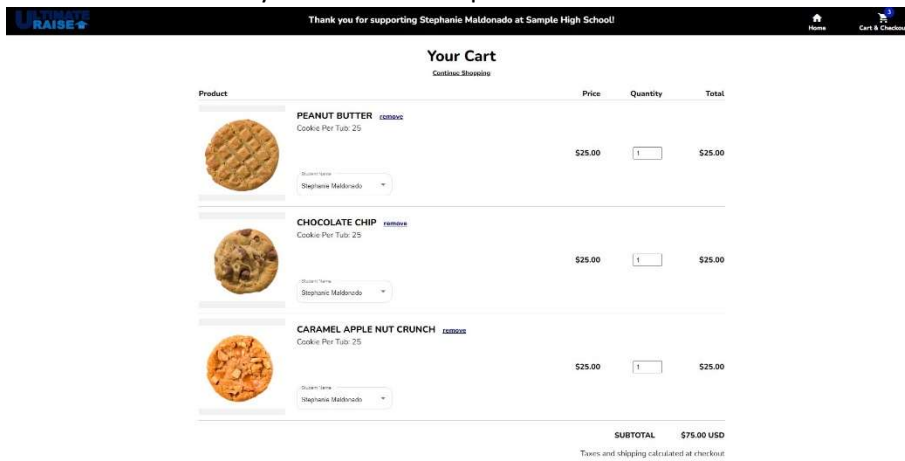 ULTIMATE
RAISE
Thank you for supporting Stephanie Maldonado at Sample High School!
Home
3
Cart & Checkou
Your Cart
Continue Shopping
Product Price Quantity Total
PEANUT BUTTER remove
Cookie Per Tub: 25
$25.00 1 $25.00
Student Name
Stephanie Maldonado
CHOCOLATE CHIP remove
Cookie Per Tub: 25
$25.00 1 $25.00
Student Name
Stephanie Maldonado
CARAMEL APPLE NUT CRUNCH remove
Cookie Per Tub: 25
$25.00 1 $25.00
Student Name
Stephanie Maldonado
SUBTOTAL $75.00 USD
Taxes and shipping calculated at checkout